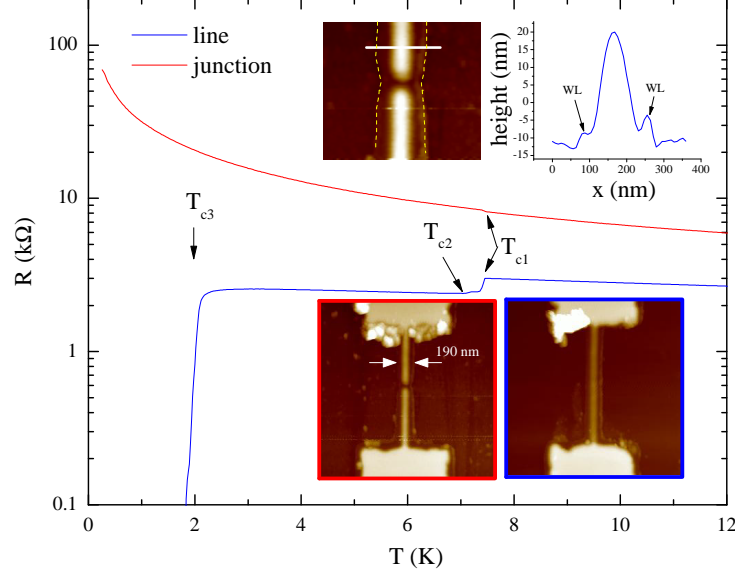 line
junction
100
10
1
0.1
R (kΩ)
0
2
4
6
8
10
12
T (K)
T_c3
T_c2
T_c1
190 nm
height (nm)
20
15
10
5
0
-5
-10
-15
WL
WL
0
100
200
300
400
x (nm)